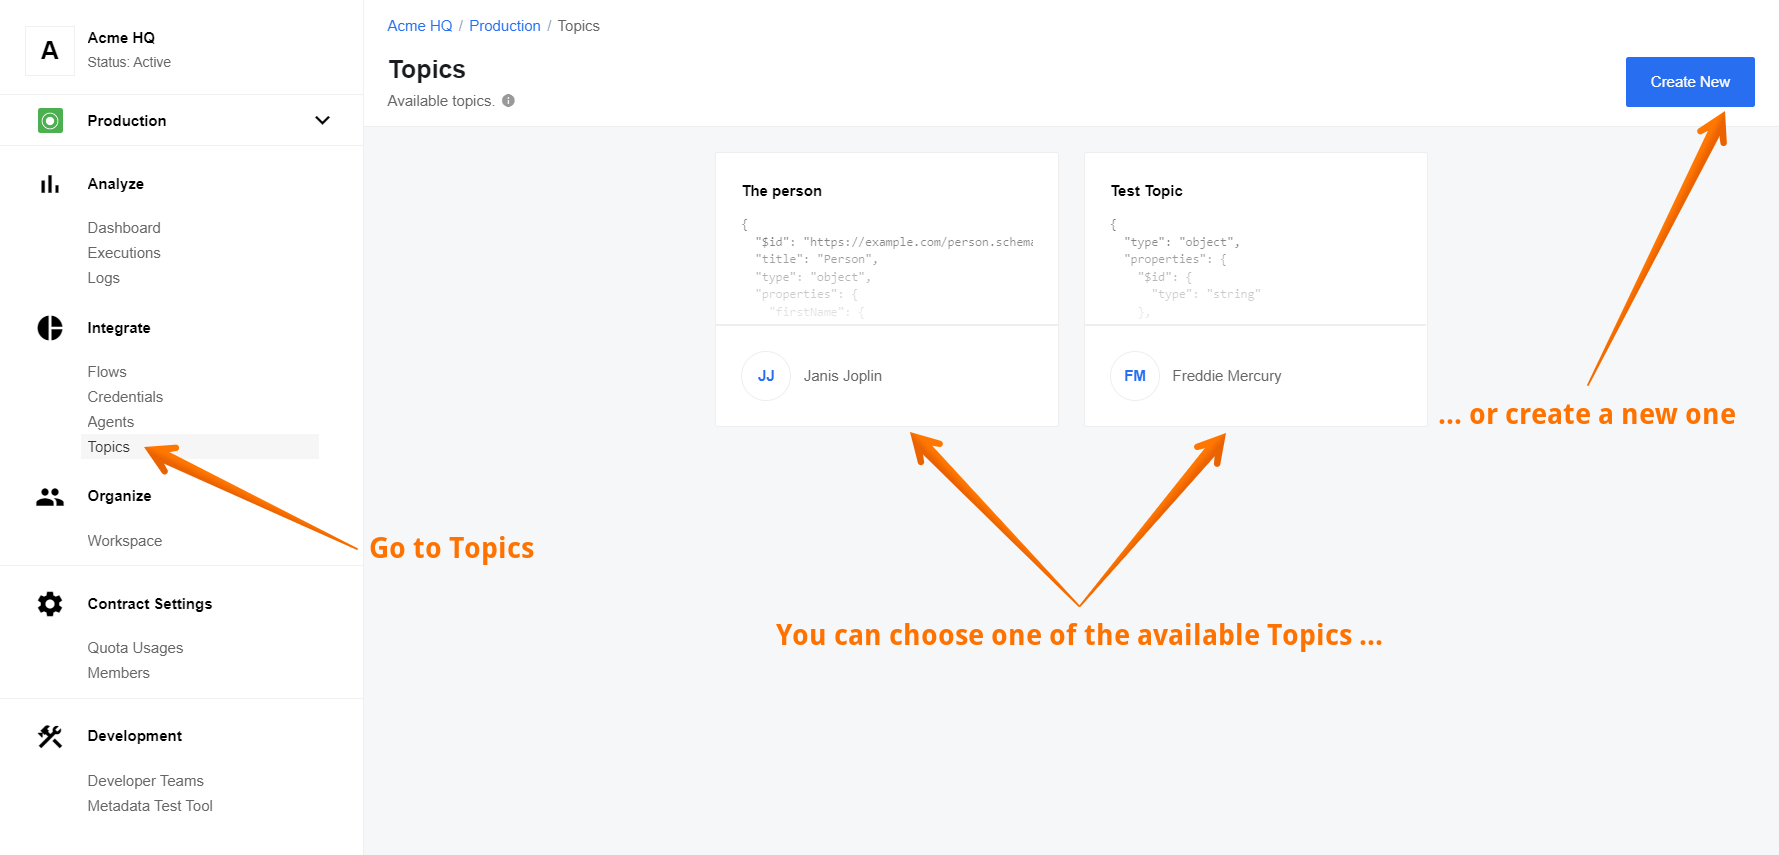 A
Acme HQ
Status: Active
Production
Analyze
Dashboard
Executions
Logs
Integrate
Flows
Credentials
Agents
Topics
Organize
Workspace
Contract Settings
Quota Usages
Members
Development
Developer Teams
Metadata Test Tool
Acme HQ / Production / Topics
Topics
Available topics.
Create New
The person
{
"$id": "https://example.com/person.schema
"title": "Person",
"type": "object",
"properties": {
"firstName": {
JJ Janis Joplin
Test Topic
{
"type": "object",
"properties": {
"$id": {
"type": "string"
},
FM Freddie Mercury
... or create a new one
Go to Topics
You can choose one of the available Topics ...